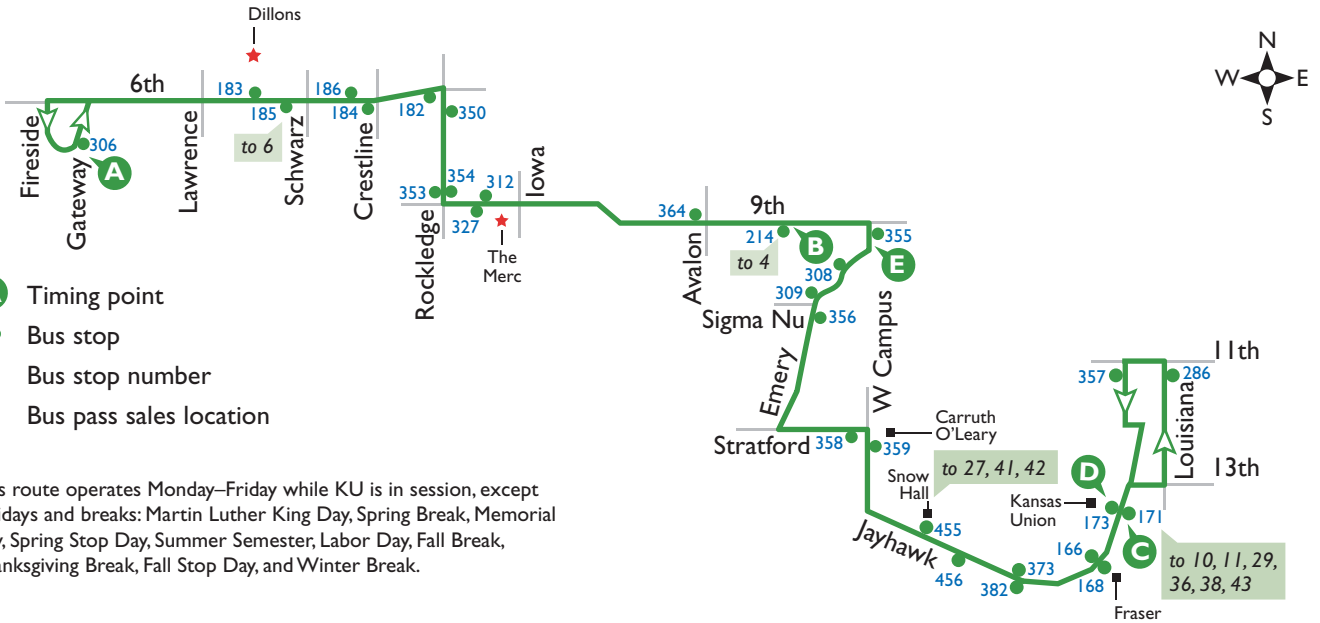 Dillons
N
W
E
S
6th
183
185
186
184
182
350
Fireside
Gateway
306
A
to 6
Lawrence
Schwarz
Crestline
353
354
312
Iowa
327
Rockledge
The
Merc
364
9th
214
B
to 4
355
E
308
309
356
Avalon
Sigma Nu
W Campus
Emery
Stratford
358
359
Carruth
O'Leary
Snow
Hall
to 27, 41, 42
455
Jayhawk
456
373
382
166
168
Fraser
Kansas
Union
D
173
171
C
to 10, 11, 29,
36, 38, 43
357
286
11th
Louisiana
13th
Timing point
Bus stop
Bus stop number
Bus pass sales location
s route operates Monday–Friday while KU is in session, except
idays and breaks: Martin Luther King Day, Spring Break, Memorial
, Spring Stop Day, Summer Semester, Labor Day, Fall Break,
anksgiving Break, Fall Stop Day, and Winter Break.